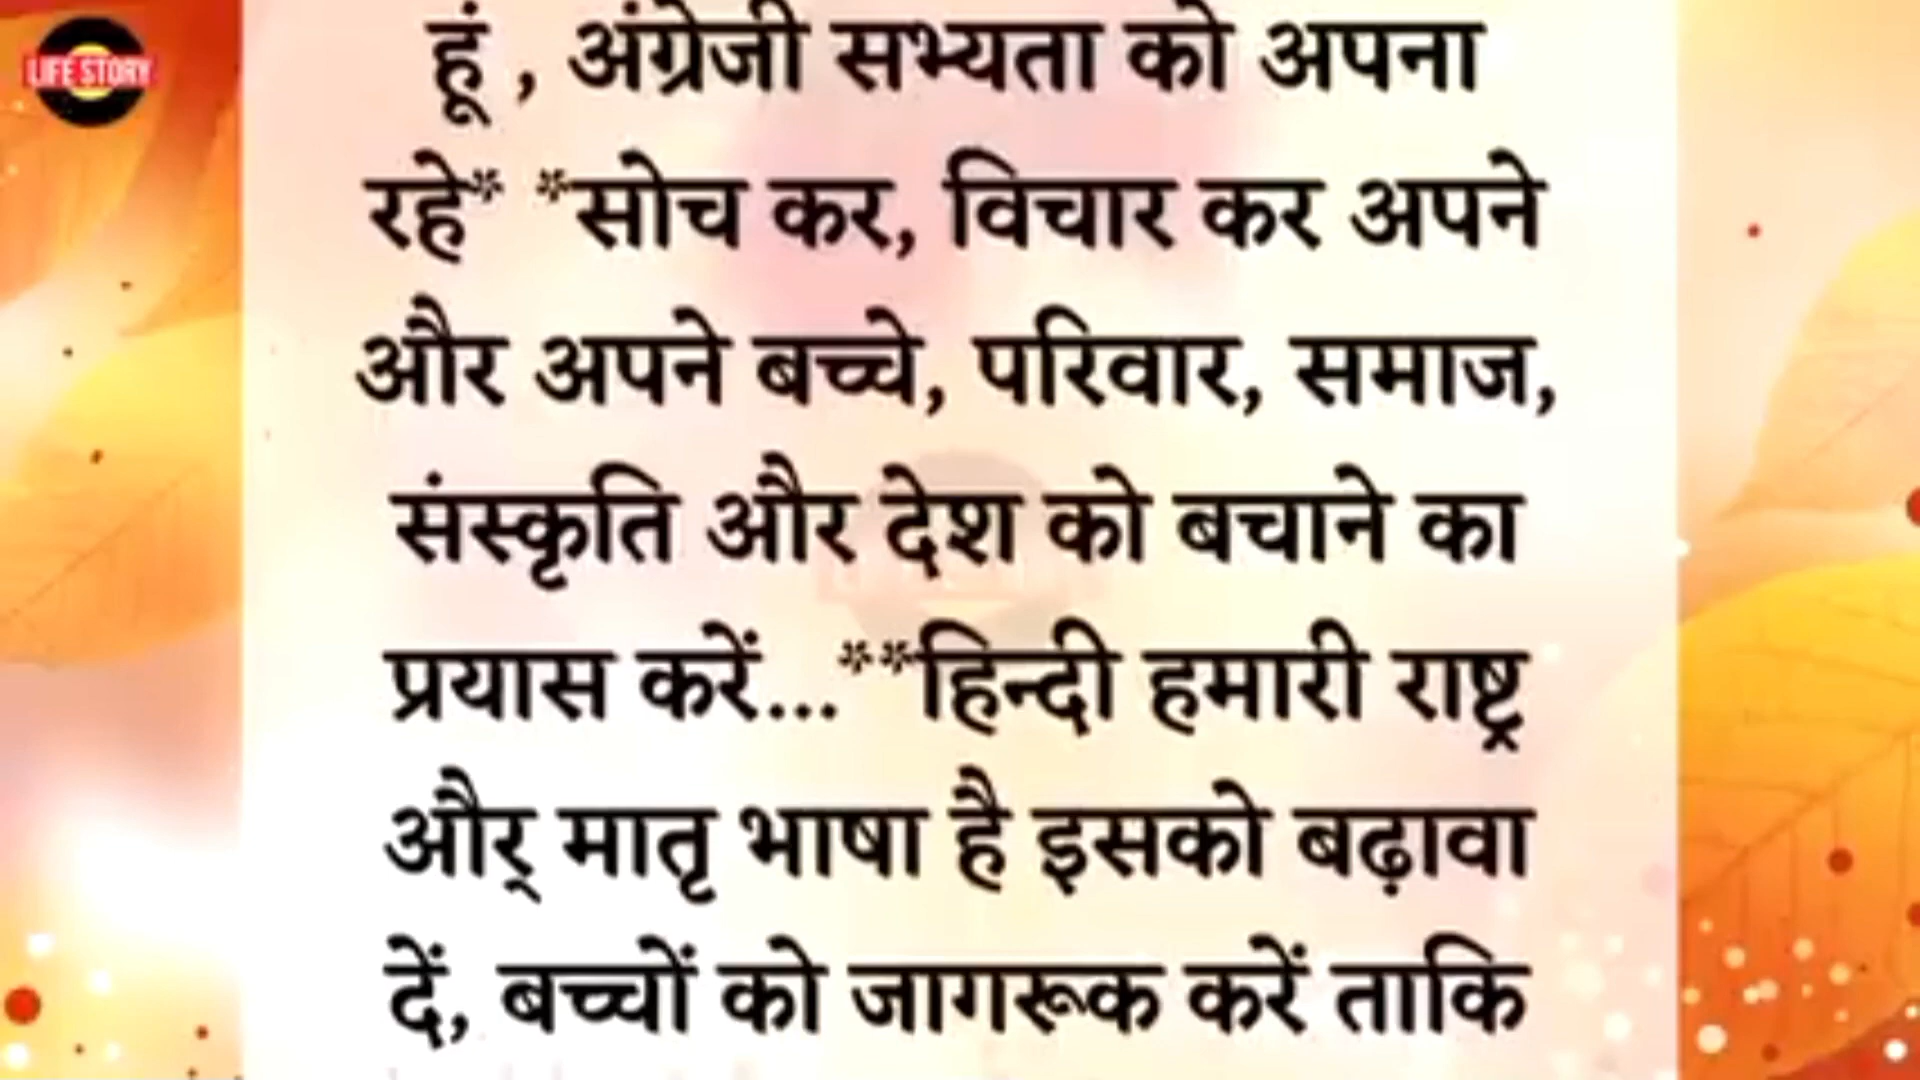 LIFE STORY
हूं , अंग्रेजी सभ्यता को अपना
रहे* *सोच कर, विचार कर अपने
और अपने बच्चे, परिवार, समाज,
संस्कृति और देश को बचाने का
प्रयास करें...**हिन्दी हमारी राष्ट्र
और् मातृ भाषा है इसको बढ़ावा
दें, बच्चों को जागरूक करें ताकि